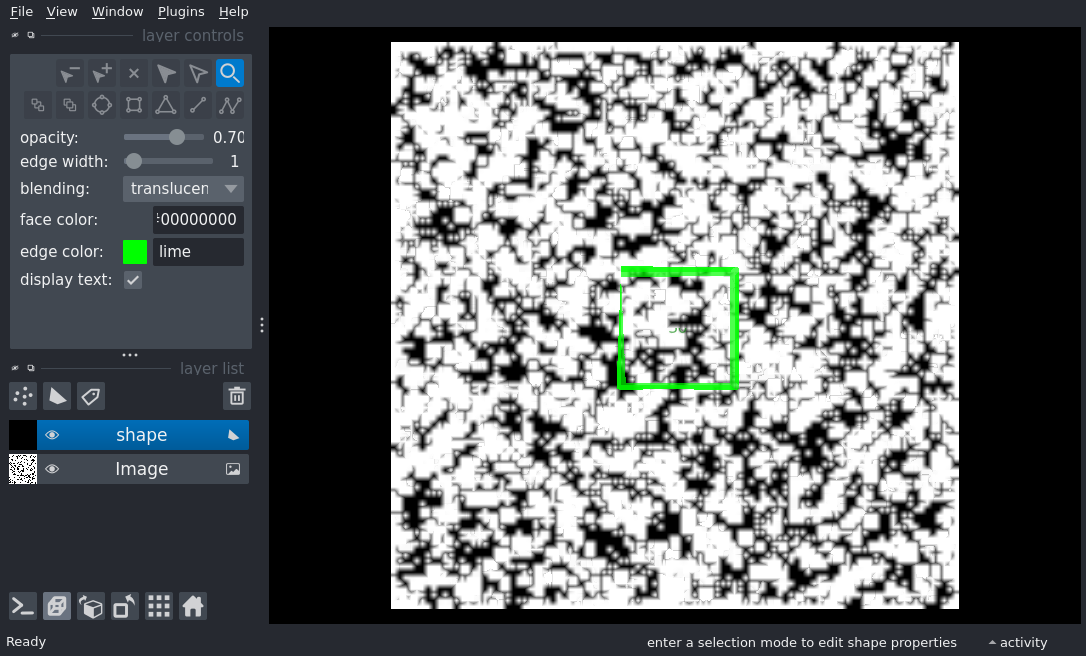 File View Window Plugins Help
layer controls
opacity: 0.70
edge width: 1
blending: translucen
face color: 00000000
edge color: lime
display text:
layer list
shape
Image
Ready
enter a selection mode to edit shape properties
activity